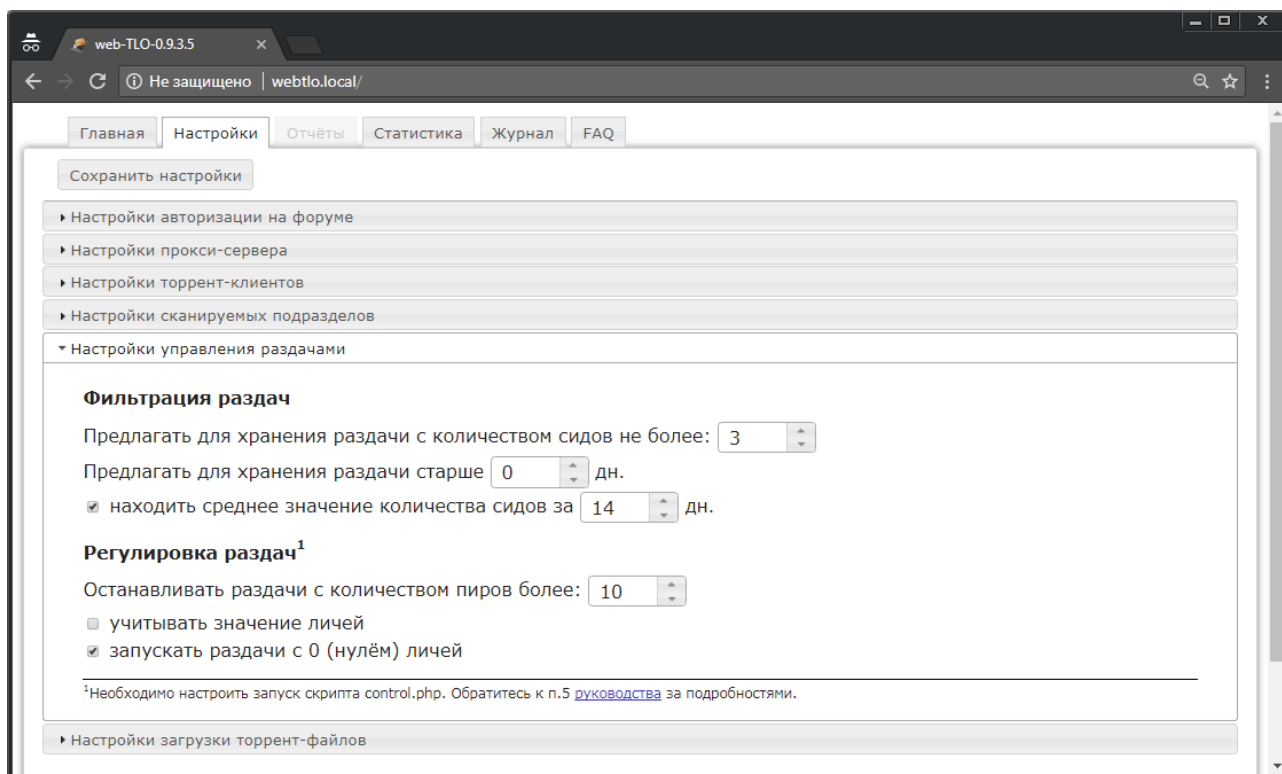 web-TLO-0.9.3.5
Не защищено | webtlo.local/
Главная Настройки Отчёты Статистика Журнал FAQ
Сохранить настройки
Настройки авторизации на форуме
Настройки прокси-сервера
Настройки торрент-клиентов
Настройки сканируемых подразделов
Настройки управления раздачами
Фильтрация раздач
Предлагать для хранения раздачи с количеством сидов не более: 3
Предлагать для хранения раздачи старше 0 дн.
находить среднее значение количества сидов за 14 дн.
Регулировка раздач¹
Останавливать раздачи с количеством пиров более: 10
учитывать значение личей
запускать раздачи с 0 (нулём) личей
¹Необходимо настроить запуск скрипта control.php. Обратитесь к п.5 руководства за подробностями.
Настройки загрузки торрент-файлов